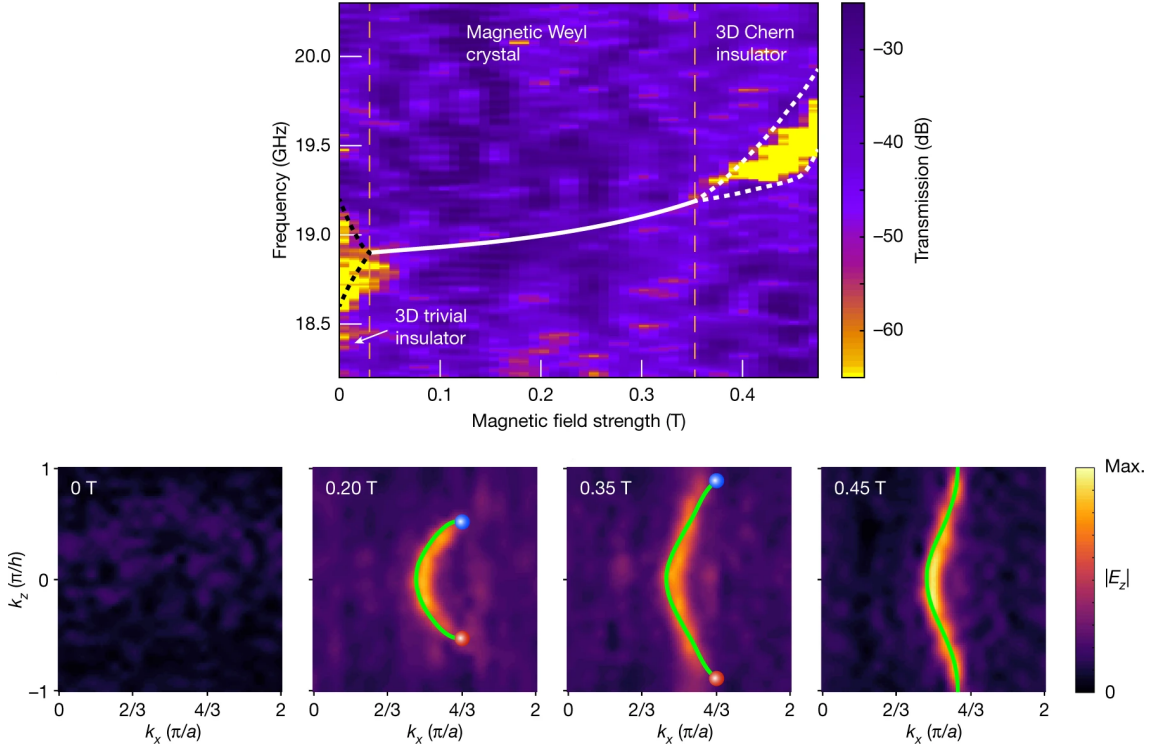 Magnetic Weyl
crystal
3D Chern
insulator
20.0
19.5
19.0
18.5
Frequency (GHz)
3D trivial
insulator
0
0.1
0.2
0.3
0.4
Magnetic field strength (T)
–30
–40
–50
–60
Transmission (dB)
0 T
0.20 T
0.35 T
0.45 T
1
0
–1
k_z (π/h)
0
2/3
4/3
2
k_x (π/a)
0
2/3
4/3
2
k_x (π/a)
0
2/3
4/3
2
k_x (π/a)
0
2/3
4/3
2
k_x (π/a)
Max.
|E_z|
0